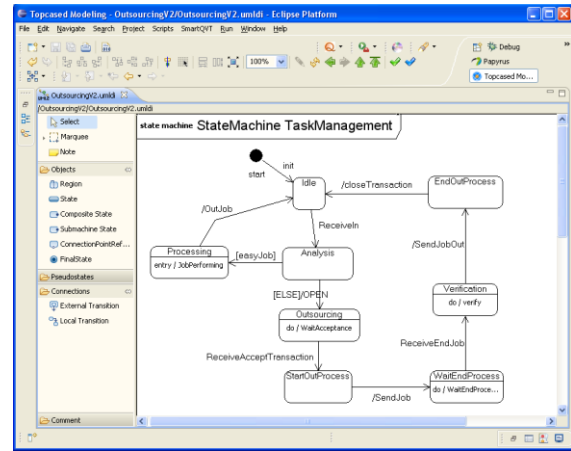 Topcased Modeling - OutsourcingV2/OutsourcingV2.umldi - Eclipse Platform
File Edit Navigate Search Project Scripts SmartQVT Run Window Help
100%
Debug
Papyrus
Topcased Mo...
OutsourcingV2.umldi
/OutsourcingV2/OutsourcingV2.umldi
Select
Marquee
Note
Objects
Region
State
Composite State
Submachine State
ConnectionPointRef...
FinalState
Pseudostates
Connections
External Transition
Local Transition
Comment
state machine StateMachine TaskManagement
start
init
Idle
/closeTransaction
EndOutProcess
/OutJob
ReceiveIn
/SendJobOut
Processing
entry / JobPerforming
[easyJob]
Analysis
[ELSE]/OPEN
Verification
do / verify
Outsourcing
do / WaitAcceptance
ReceiveAcceptTransaction
ReceiveEndJob
StartOutProcess
/SendJob
WaitEndProcess
do / WaitEndProce...